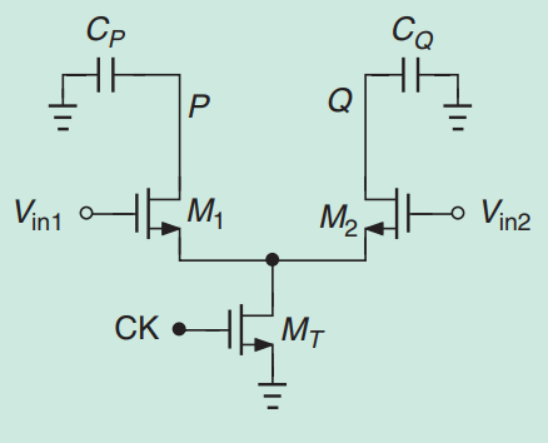 C_P
C_Q
P
Q
V_in1
M_1
M_2
V_in2
CK
M_T